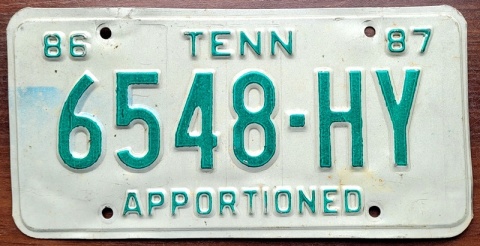 86 TENN 87
6548-HY
APPORTIONED